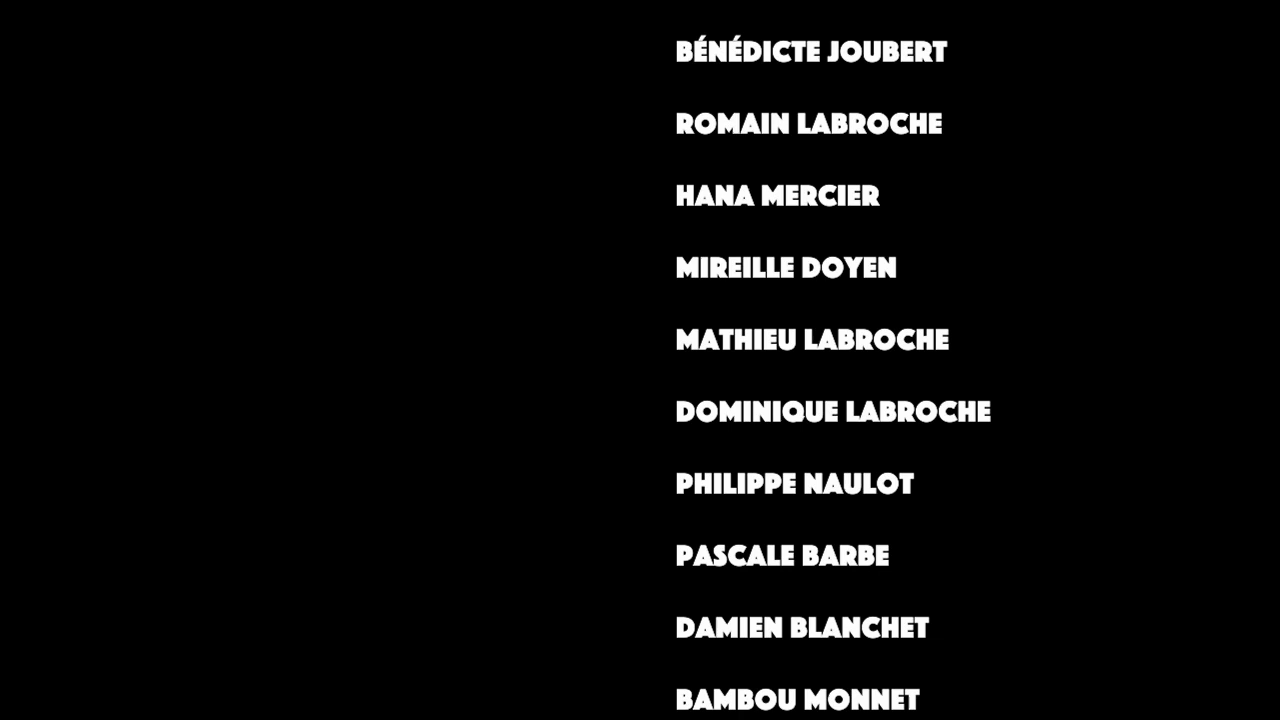 BÉNÉDICTE JOUBERT
ROMAIN LABROCHE
HANA MERCIER
MIREILLE DOYEN
MATHIEU LABROCHE
DOMINIQUE LABROCHE
PHILIPPE NAULOT
PASCALE BARBE
DAMIEN BLANCHET
BAMBOU MONNET